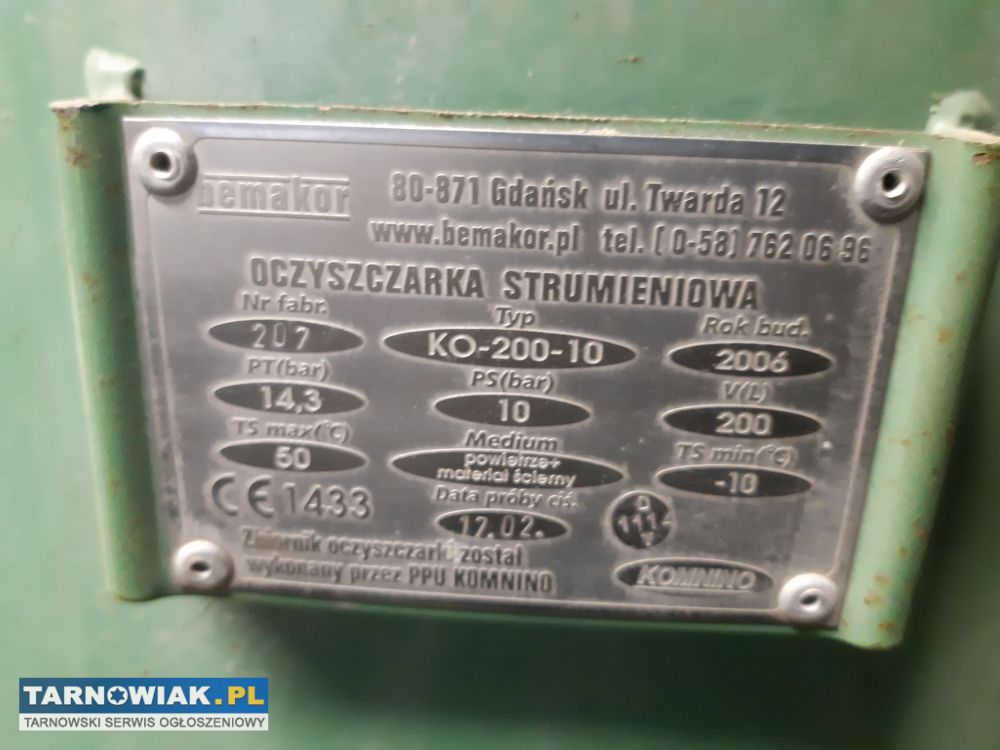 bemakor 80-871 Gdańsk ul. Twarda 12
www.bemakor.pl tel. (0-58) 762 06 96
OCZYSZCZARKA STRUMIENIOWA
Nr fabr. Typ Rok bud.
207 KO-200-10 2006
PT(bar) PS(bar) V(L)
14,3 10 200
TS max(°C) Medium TS min(°C)
50 powietrze+ materiał ścierny -10
CE 1433 Data próby ciś.
17.02.
Zbiornik oczyszczarki został
wykonany przez PPU KOMNINO KOMNINO
TARNOWIAK.PL
TARNOWSKI SERWIS OGŁOSZENIOWY